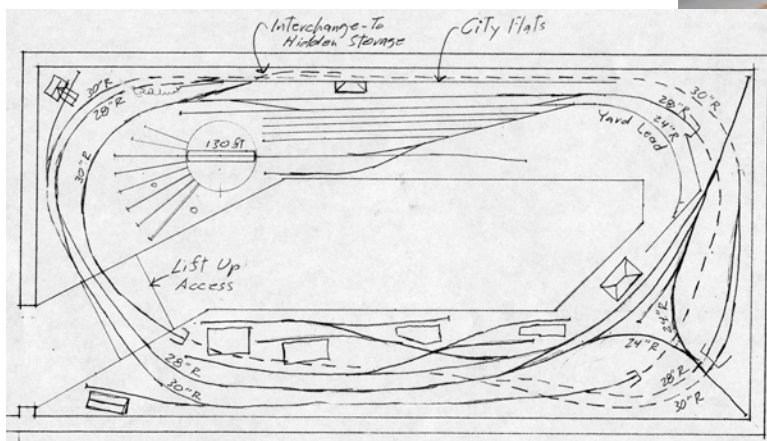 Interchange-To
Hidden Storage
City Flats
30"R
28"R
30"R
130 ft
28"R
24"R
30"R
Yard Lead
Lift Up
Access
28"R
30"R
24"R
24"R
28"R
30"R